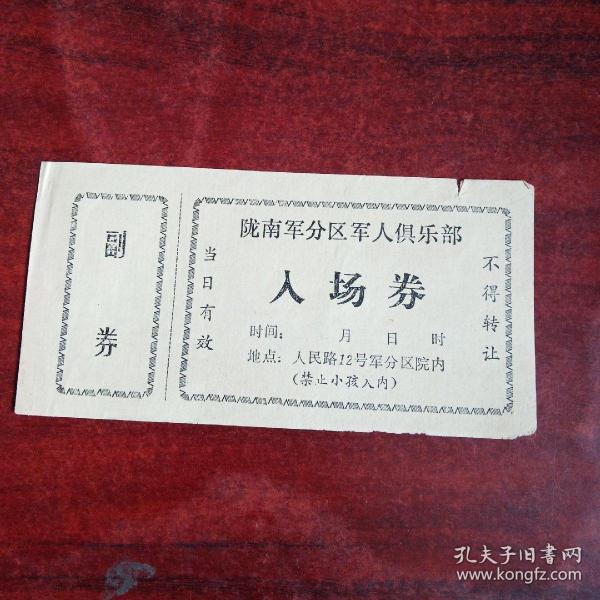 副券
当日有效
陇南军分区军人俱乐部
入场券
时间： 月 日 时
地点：人民路12号军分区院内
（禁止小孩入内）
不得转让
孔夫子旧书网
www.kongfz.com